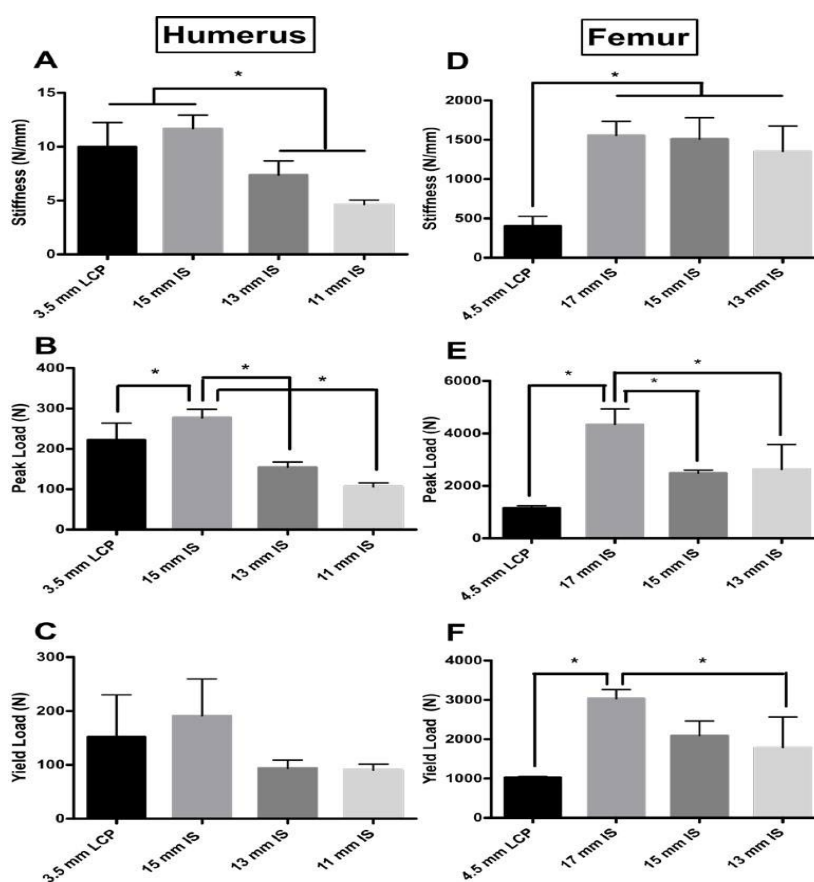 Humerus
A
*
Stiffness (N/mm)
15
10
5
0
3.5 mm LCP
15 mm IS
13 mm IS
11 mm IS
B
* * *
Peak Load (N)
400
300
200
100
0
3.5 mm LCP
15 mm IS
13 mm IS
11 mm IS
C
Yield Load (N)
300
200
100
0
3.5 mm LCP
15 mm IS
13 mm IS
11 mm IS
Femur
D
*
Stiffness (N/mm)
2000
1500
1000
500
0
4.5 mm LCP
17 mm IS
15 mm IS
13 mm IS
E
* * *
Peak Load (N)
6000
4000
2000
0
4.5 mm LCP
17 mm IS
15 mm IS
13 mm IS
F
* *
Yield Load (N)
4000
3000
2000
1000
0
4.5 mm LCP
17 mm IS
15 mm IS
13 mm IS